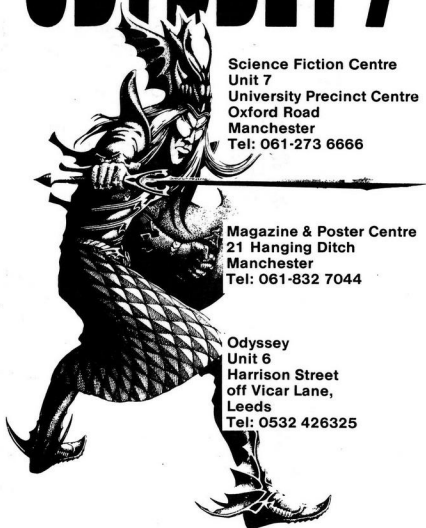 ODYSSEY 7
Science Fiction Centre
Unit 7
University Precinct Centre
Oxford Road
Manchester
Tel: 061-273 6666
Magazine & Poster Centre
21 Hanging Ditch
Manchester
Tel: 061-832 7044
Odyssey
Unit 6
Harrison Street
off Vicar Lane,
Leeds
Tel: 0532 426325